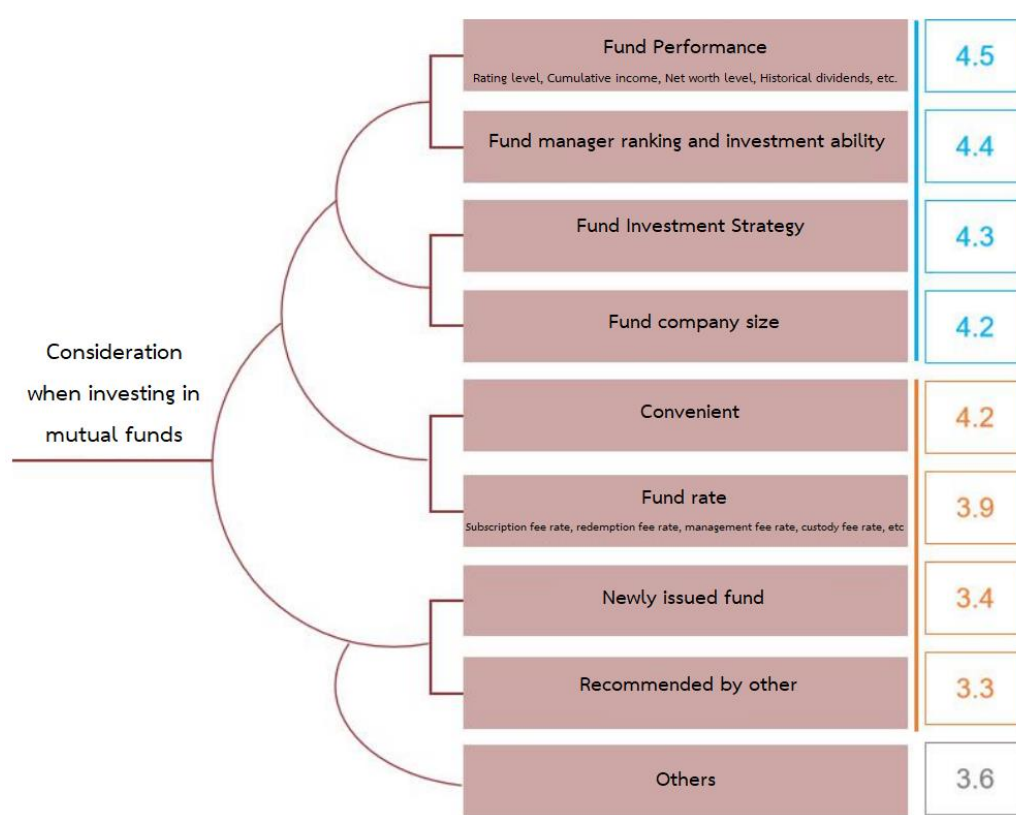 Fund Performance
Rating level, Cumulative income, Net worth level, Historical dividends, etc.
4.5
Fund manager ranking and investment ability
4.4
Fund Investment Strategy
4.3
Fund company size
4.2
Consideration
when investing in
mutual funds
Convenient
4.2
Fund rate
Subscription fee rate, redemption fee rate, management fee rate, custody fee rate, etc
3.9
Newly issued fund
3.4
Recommended by other
3.3
Others
3.6